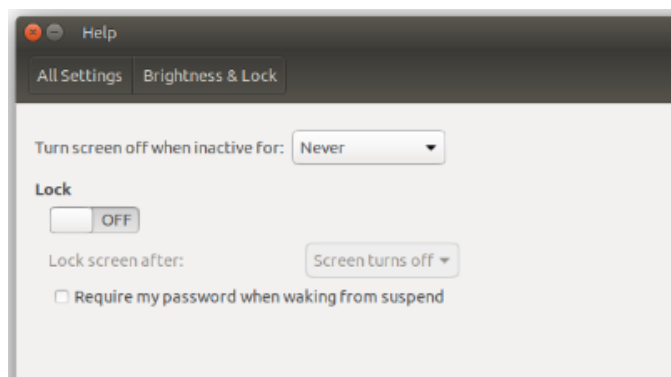 Help
All Settings Brightness & Lock
Turn screen off when inactive for: Never
Lock
OFF
Lock screen after: Screen turns off
Require my password when waking from suspend